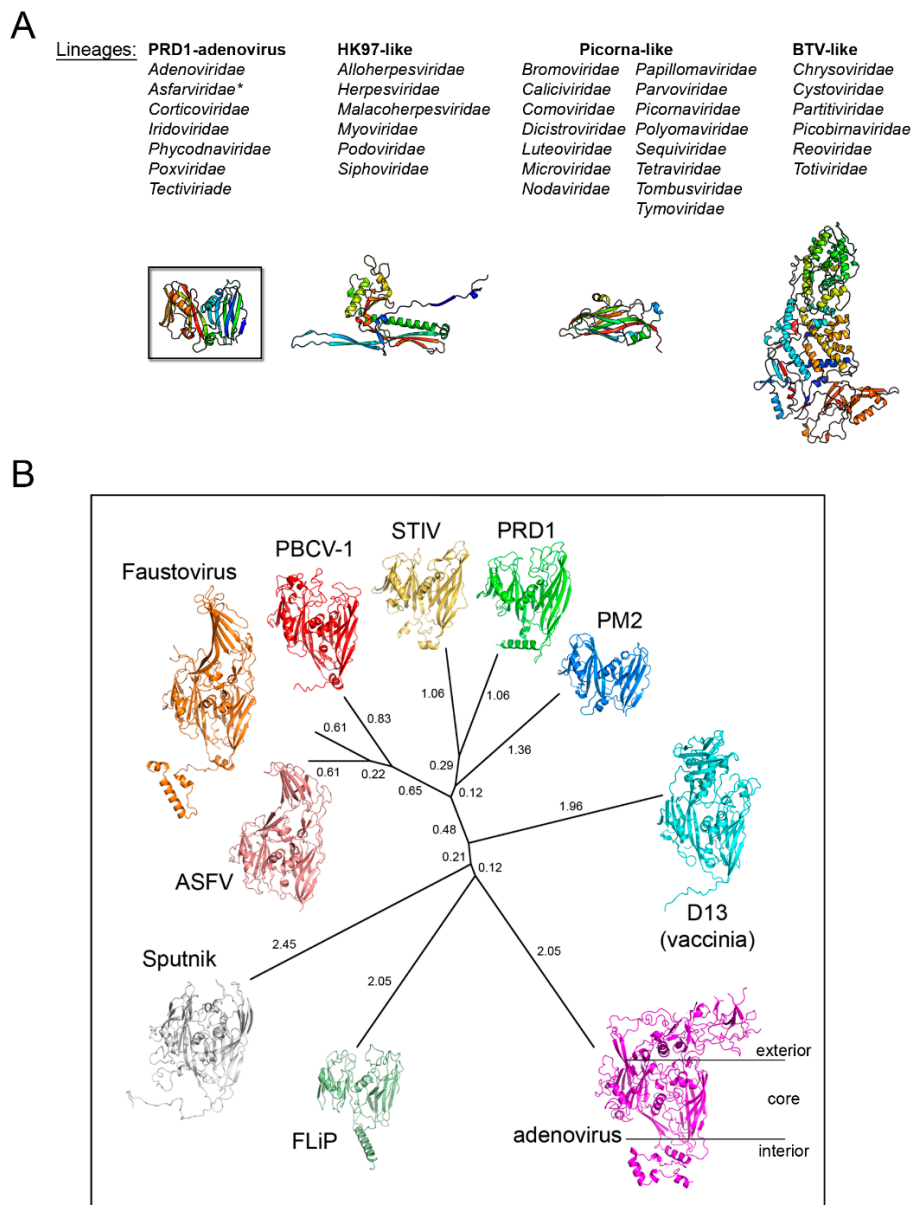 A
Lineages: PRD1-adenovirus HK97-like Picorna-like BTV-like
Adenoviridae Alloherpesviridae Bromoviridae Papillomaviridae Chrysoviridae
Asfarviridae* Herpesviridae Caliciviridae Parvoviridae Cystoviridae
Corticoviridae Malacoherpesviridae Comoviridae Picornaviridae Partitiviridae
Iridoviridae Myoviridae Dicistroviridae Polyomaviridae Picobirnaviridae
Phycodnaviridae Podoviridae Luteoviridae Sequiviridae Reoviridae
Poxviridae Siphoviridae Microviridae Tetraviridae Totiviridae
Tectiviriade Nodaviridae Tombusviridae
Tymoviridae
B
STIV PRD1
PBCV-1
Faustovirus
PM2
1.06 1.06
0.61 0.83
1.36
0.61 0.22 0.29
0.65 0.12
1.96
0.48
0.21 0.12
ASFV
D13
(vaccinia)
2.45 2.05
Sputnik
2.05
exterior
core
adenovirus
interior
FLiP